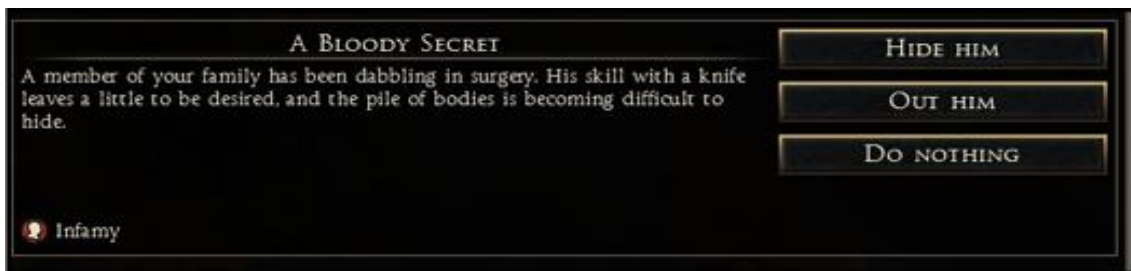 A Bloody Secret
A member of your family has been dabbling in surgery. His skill with a knife
leaves a little to be desired, and the pile of bodies is becoming difficult to
hide.
Infamy
Hide him
Out him
Do nothing